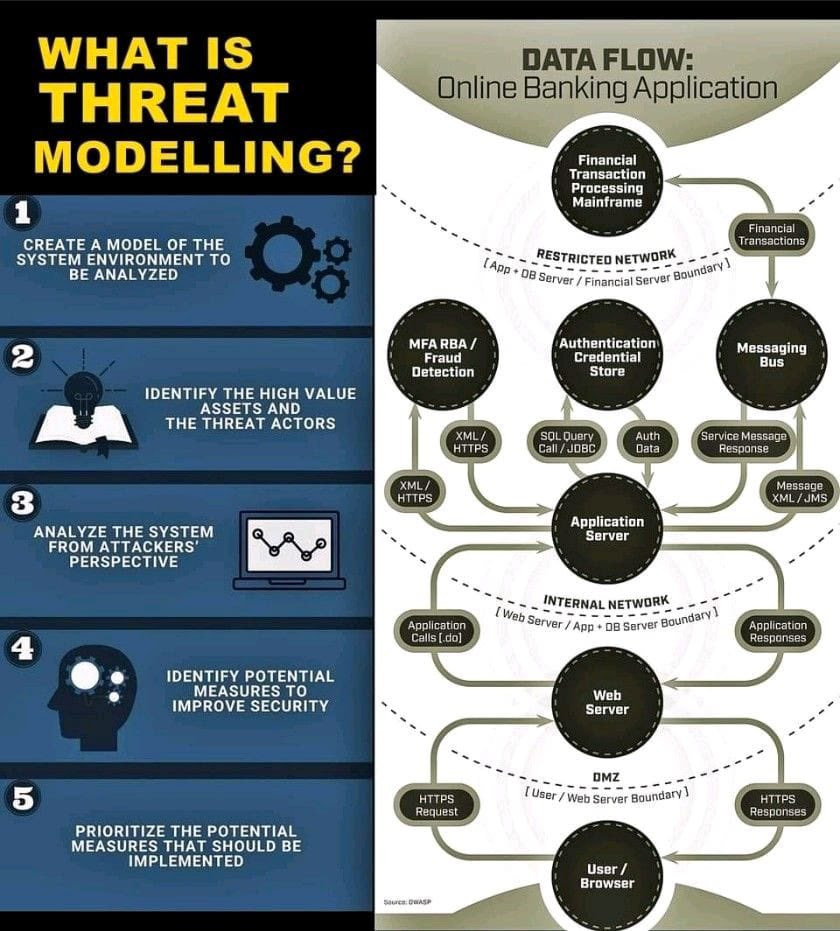 WHAT IS
THREAT
MODELLING?
1
CREATE A MODEL OF THE
SYSTEM ENVIRONMENT TO
BE ANALYZED
2
IDENTIFY THE HIGH VALUE
ASSETS AND
THE THREAT ACTORS
3
ANALYZE THE SYSTEM
FROM ATTACKERS'
PERSPECTIVE
4
IDENTIFY POTENTIAL
MEASURES TO
IMPROVE SECURITY
5
PRIORITIZE THE POTENTIAL
MEASURES THAT SHOULD BE
IMPLEMENTED
DATA FLOW:
Online Banking Application
Financial
Transaction
Processing
Mainframe
Financial
Transactions
RESTRICTED NETWORK
[ App + DB Server / Financial Server Boundary ]
MFA RBA /
Fraud
Detection
Authentication
Credential
Store
Messaging
Bus
XML /
HTTPS
SQL Query
Call / JDBC
Auth
Data
Service Message
Response
XML /
HTTPS
Message
XML / JMS
Application
Server
INTERNAL NETWORK
[ Web Server / App + DB Server Boundary ]
Application
Calls [.do]
Application
Responses
Web
Server
DMZ
[ User / Web Server Boundary ]
HTTPS
Request
HTTPS
Responses
User /
Browser
Source: OWASP